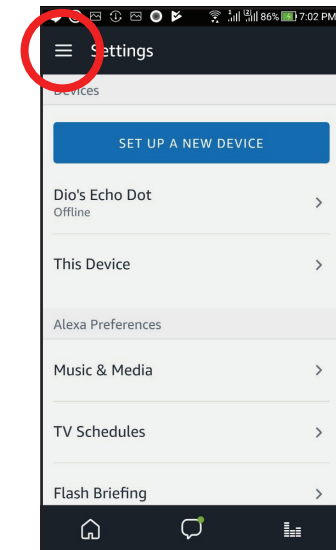 86% 7:02 PM
Settings
Devices
SET UP A NEW DEVICE
Dio's Echo Dot
Offline
This Device
Alexa Preferences
Music & Media
TV Schedules
Flash Briefing